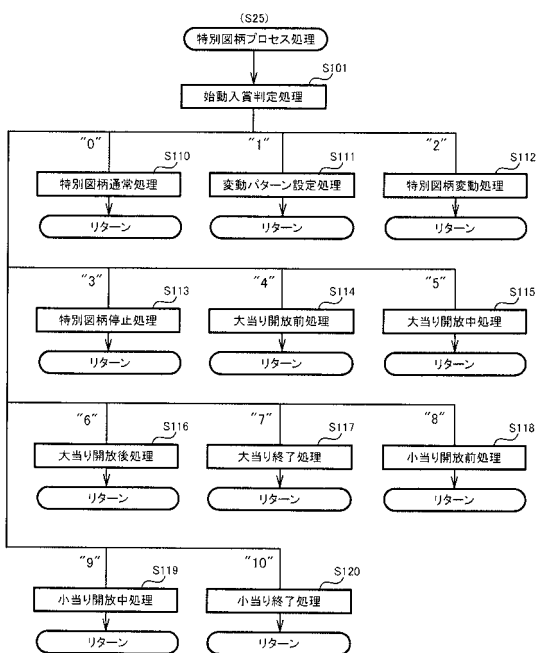 (S25)
特別図柄プロセス処理
S101
始動入賞判定処理
"0" "1" "2"
S110 S111 S112
特別図柄通常処理 変動パターン設定処理 特別図柄変動処理
リターン リターン リターン
"3" "4" "5"
S113 S114 S115
特別図柄停止処理 大当り開放前処理 大当り開放中処理
リターン リターン リターン
"6" "7" "8"
S116 S117 S118
大当り開放後処理 大当り終了処理 小当り開放前処理
リターン リターン リターン
"9" "10"
S119 S120
小当り開放中処理 小当り終了処理
リターン リターン